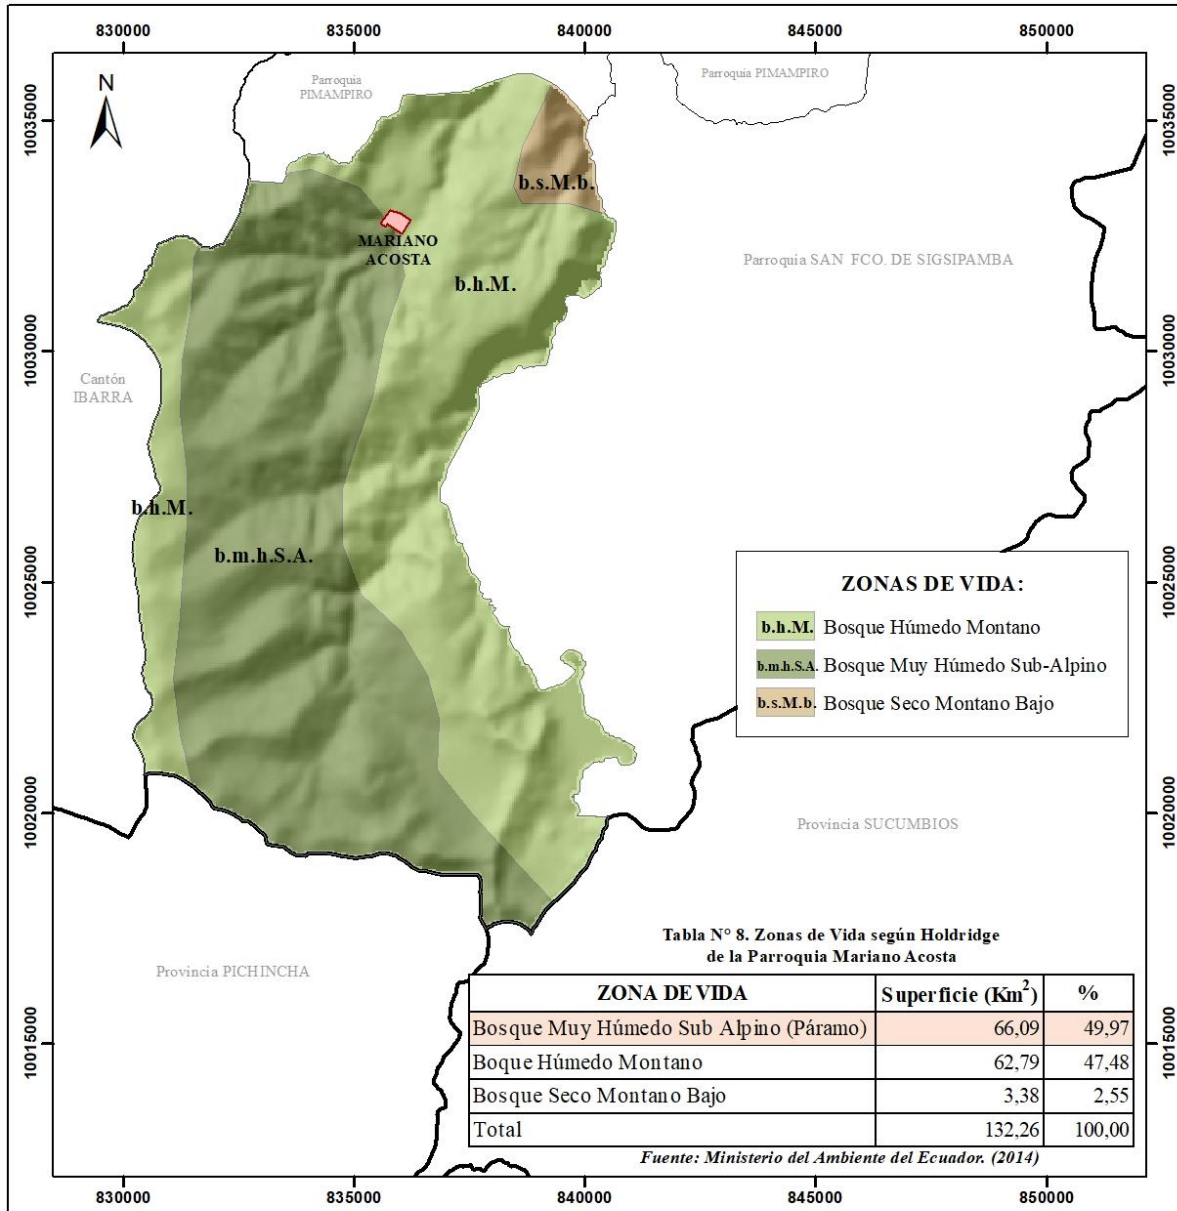 830000
835000
840000
845000
850000
N
Parroquia
PIMAMPIRO
Parroquia PIMAMPIRO
10035000
10035000
b.s.M.b.
MARIANO
ACOSTA
Parroquia SAN FCO. DE SIGSIPAMBA
b.h.M.
10030000
10030000
Cantón
IBARRA
b.h.M.
b.m.h.S.A.
10025000
10025000
ZONAS DE VIDA:
b.h.M. Bosque Húmedo Montano
b.m.h.S.A. Bosque Muy Húmedo Sub-Alpino
b.s.M.b. Bosque Seco Montano Bajo
10020000
10020000
Provincia SUCUMBIOS
Provincia PICHINCHA
Tabla N° 8. Zonas de Vida según Holdridge
de la Parroquia Mariano Acosta
ZONA DE VIDA Superficie (Km²) %
Bosque Muy Húmedo Sub Alpino (Páramo) 66,09 49,97
Boque Húmedo Montano 62,79 47,48
Bosque Seco Montano Bajo 3,38 2,55
Total 132,26 100,00
Fuente: Ministerio del Ambiente del Ecuador. (2014)
10015000
10015000
830000
835000
840000
845000
850000